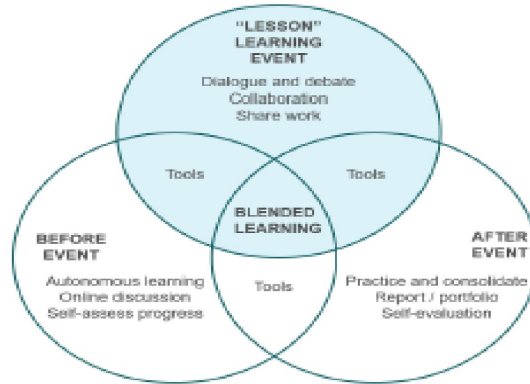 “LESSON”
LEARNING
EVENT
Dialogue and debate
Collaboration
Share work
Tools
Tools
BLENDED
LEARNING
BEFORE
EVENT
Autonomous learning
Online discussion
Self-assess progress
Tools
AFTER
EVENT
Practice and consolidate
Report / portfolio
Self-evaluation